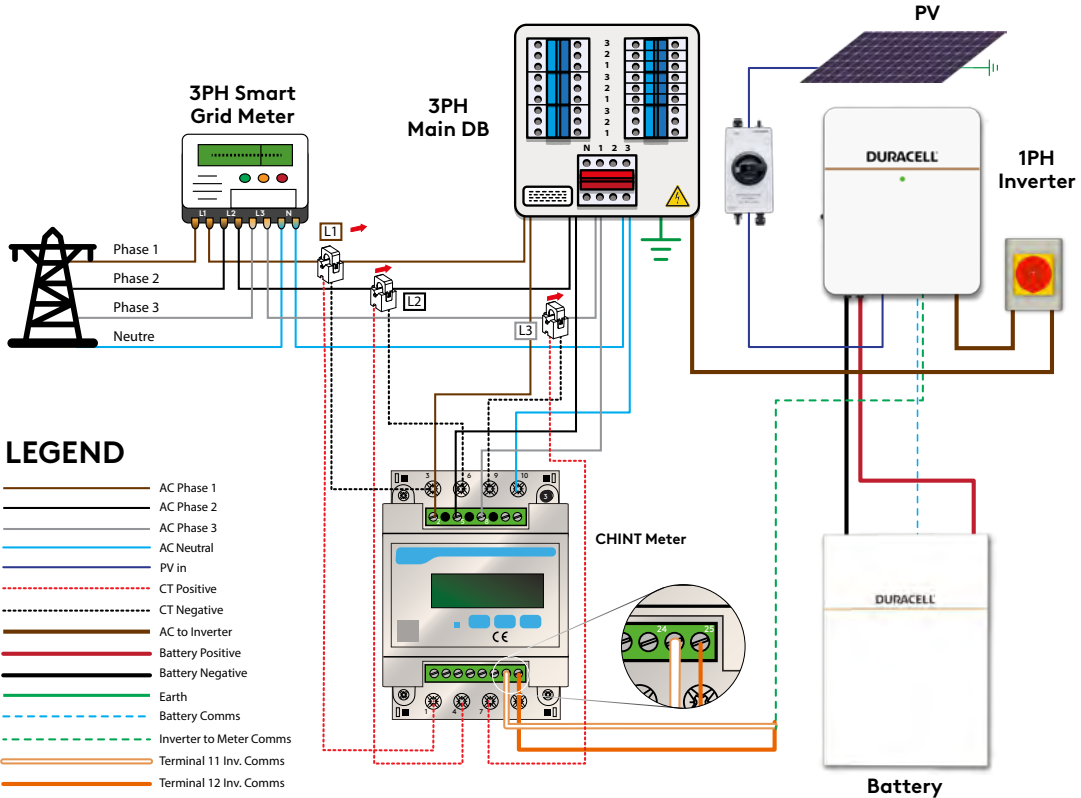 PV
3PH Smart
Grid Meter
3PH
Main DB
3
2
1
3
2
1
3
2
1
N 1 2 3
DURACELL
1PH
Inverter
L1 L2 L3 N
L1
L2
L3
Phase 1
Phase 2
Phase 3
Neutre
LEGEND
AC Phase 1
AC Phase 2
AC Phase 3
AC Neutral
PV in
CT Positive
CT Negative
AC to Inverter
Battery Positive
Battery Negative
Earth
Battery Comms
Inverter to Meter Comms
Terminal 11 Inv. Comms
Terminal 12 Inv. Comms
3 6 9 10
3
CHINT Meter
CE
24 25
1 4 7
DURACELL
Battery